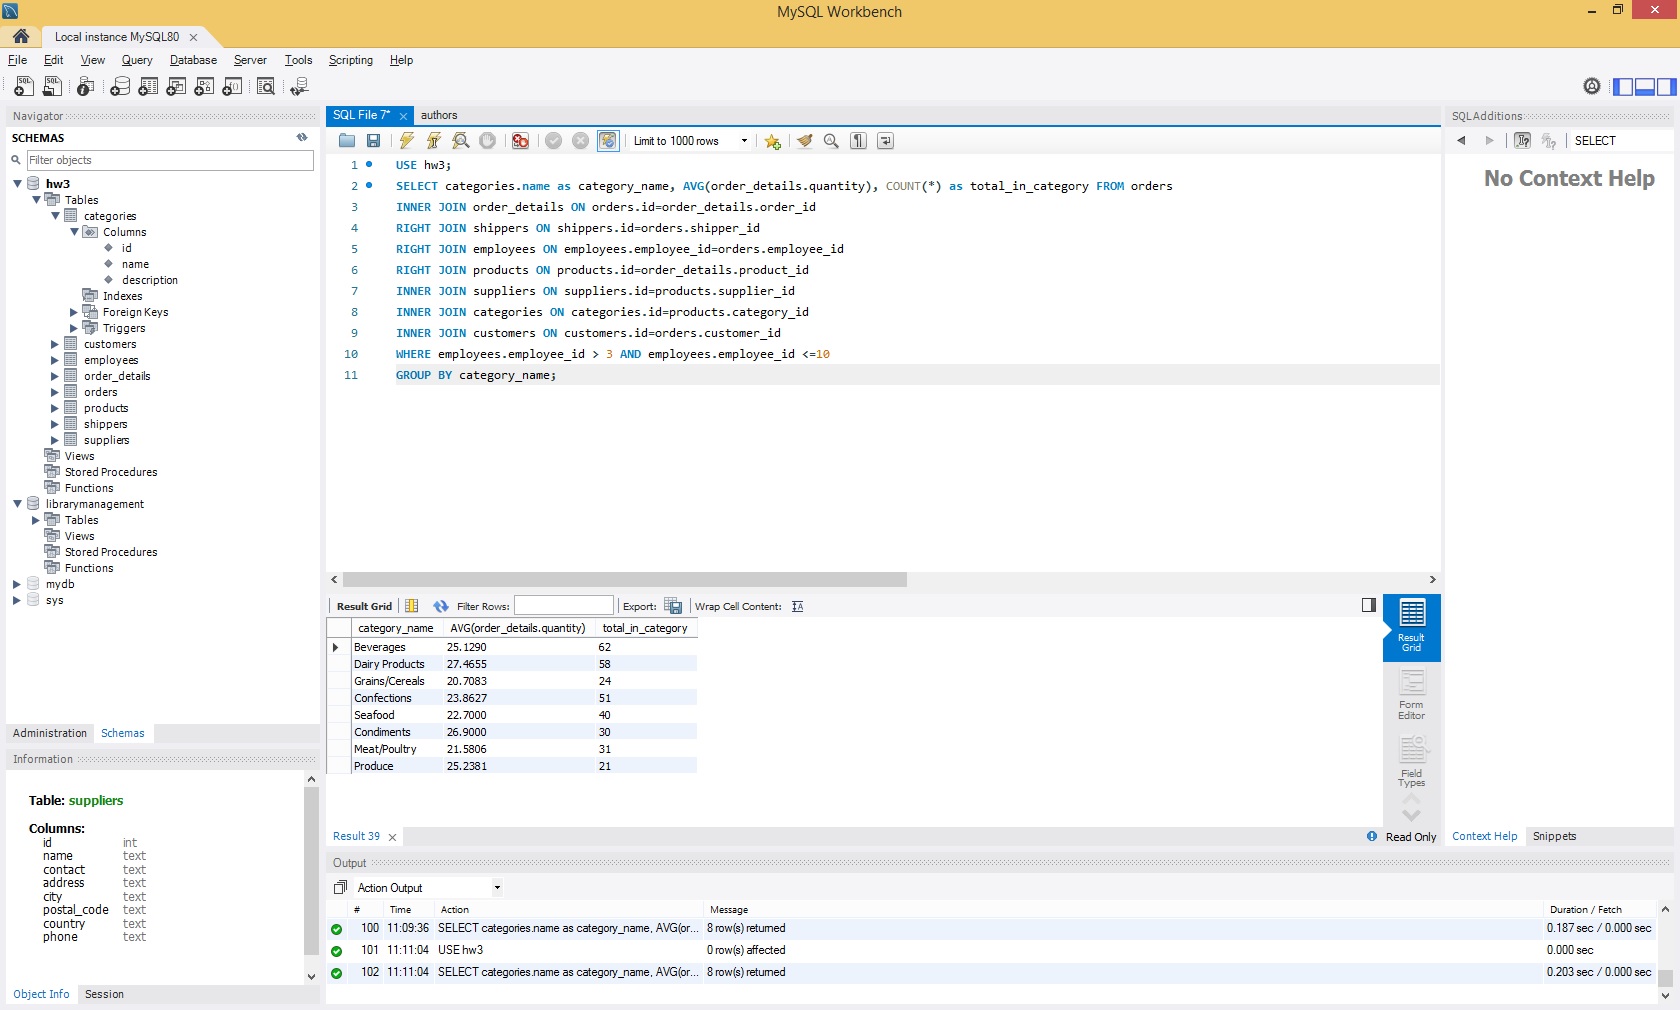 MySQL Workbench
Local instance MySQL80
File Edit View Query Database Server Tools Scripting Help
Navigator
SCHEMAS
Filter objects
hw3
Tables
categories
Columns
id
name
description
Indexes
Foreign Keys
Triggers
customers
employees
order_details
orders
products
shippers
suppliers
Views
Stored Procedures
Functions
librarymanagement
Tables
Views
Stored Procedures
Functions
mydb
sys
Administration Schemas
Information
Table: suppliers
Columns:
id int
name text
contact text
address text
city text
postal_code text
country text
phone text
Object Info Session
SQL File 7* authors
Limit to 1000 rows
1 USE hw3;
2 SELECT categories.name as category_name, AVG(order_details.quantity), COUNT(*) as total_in_category FROM orders
3 INNER JOIN order_details ON orders.id=order_details.order_id
4 RIGHT JOIN shippers ON shippers.id=orders.shipper_id
5 RIGHT JOIN employees ON employees.employee_id=orders.employee_id
6 RIGHT JOIN products ON products.id=order_details.product_id
7 INNER JOIN suppliers ON suppliers.id=products.supplier_id
8 INNER JOIN categories ON categories.id=products.category_id
9 INNER JOIN customers ON customers.id=orders.customer_id
10 WHERE employees.employee_id > 3 AND employees.employee_id <=10
11 GROUP BY category_name;
Result Grid Filter Rows: Export: Wrap Cell Content:
category_name AVG(order_details.quantity) total_in_category
Beverages 25.1290 62
Dairy Products 27.4655 58
Grains/Cereals 20.7083 24
Confections 23.8627 51
Seafood 22.7000 40
Condiments 26.9000 30
Meat/Poultry 21.5806 31
Produce 25.2381 21
Result
Grid
Form
Editor
Field
Types
Result 39
Read Only
Output
Action Output
# Time Action Message Duration / Fetch
100 11:09:36 SELECT categories.name as category_name, AVG(or... 8 row(s) returned 0.187 sec / 0.000 sec
101 11:11:04 USE hw3 0 row(s) affected 0.000 sec
102 11:11:04 SELECT categories.name as category_name, AVG(or... 8 row(s) returned 0.203 sec / 0.000 sec
SQLAdditions
SELECT
No Context Help
Context Help Snippets